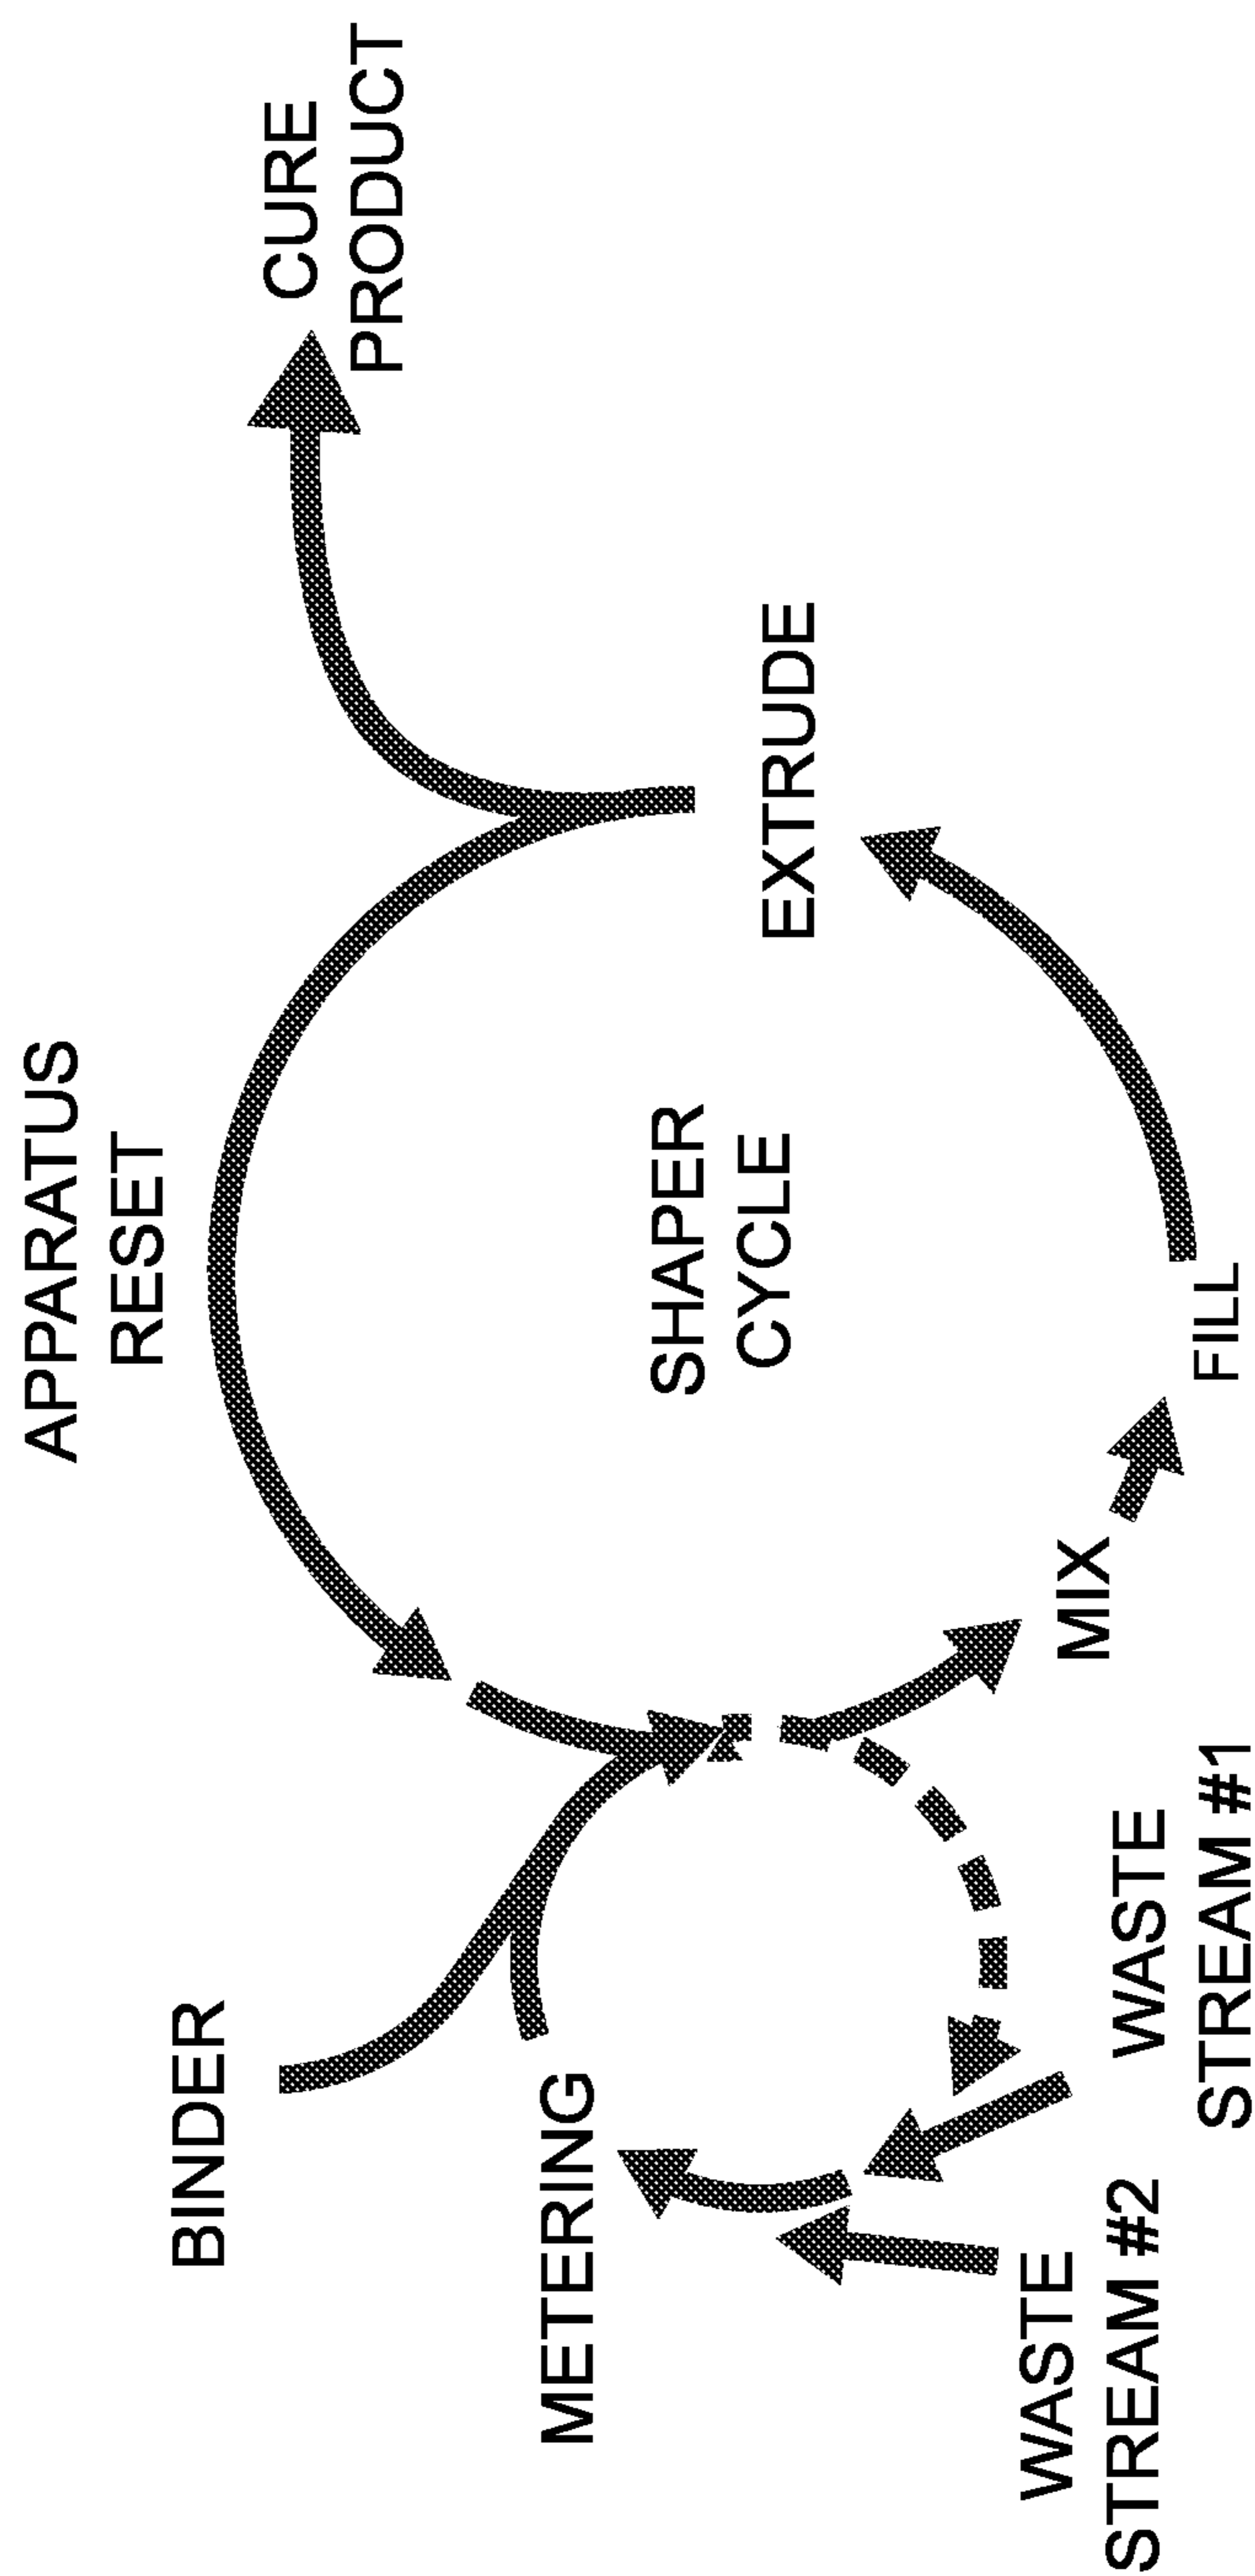 APPARATUS
RESET
CURE
PRODUCT
BINDER
SHAPER
CYCLE
EXTRUDE
METERING
MIX
FILL
WASTE
STREAM #2
WASTE
STREAM #1